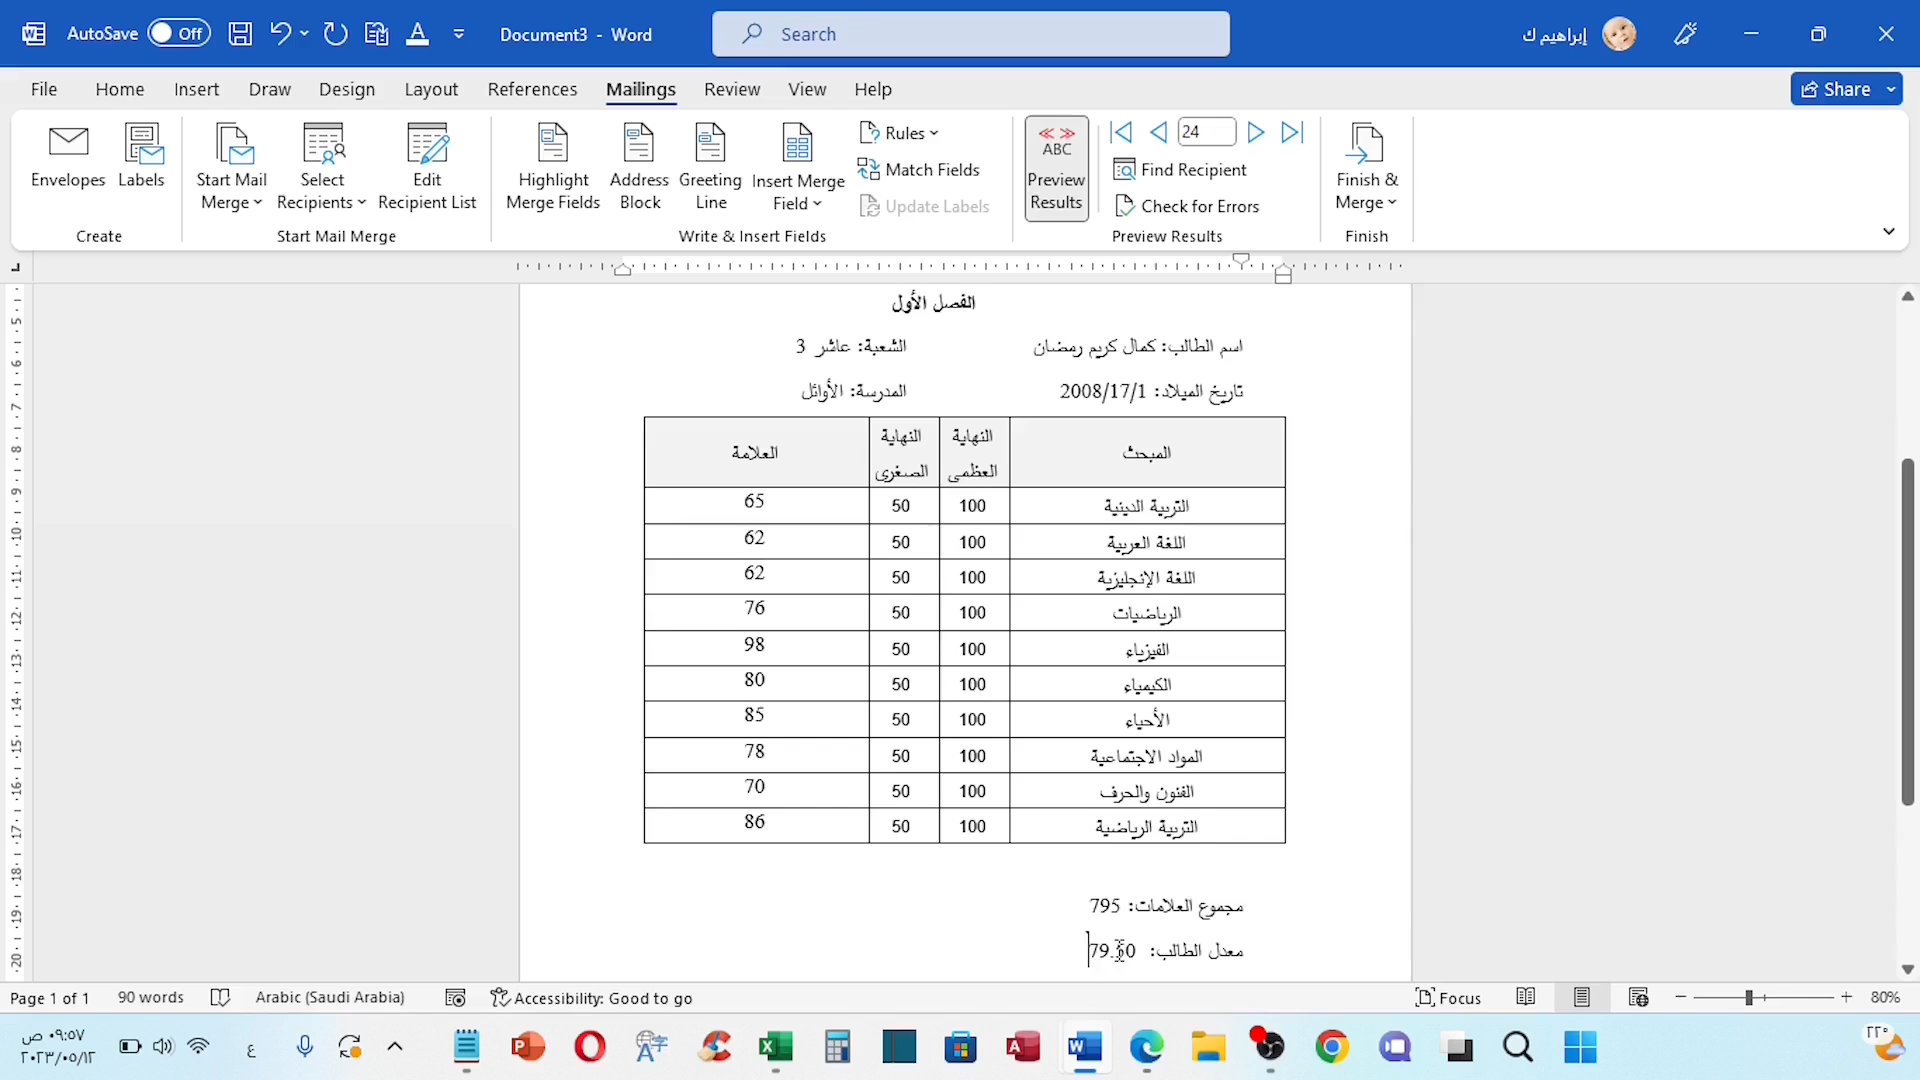 AutoSave Off Document3 - Word Search إبراهيم ك
File Home Insert Draw Design Layout References Mailings Review View Help Share
Envelopes Labels Start Mail Merge Select Recipients Edit Recipient List Highlight Merge Fields Address Block Greeting Line Insert Merge Field Rules Match Fields Update Labels ABC Preview Results 24 Find Recipient Check for Errors Finish & Merge
Create Start Mail Merge Write & Insert Fields Preview Results Finish
الفصل الأول
اسم الطالب: كمال كريم رمضان الشعبة: عاشر 3
تاريخ الميلاد: 2008/17/1 المدرسة: الأوائل
المبحث النهاية العظمى النهاية الصغرى العلامة
التربية الدينية 100 50 65
اللغة العربية 100 50 62
اللغة الإنجليزية 100 50 62
الرياضيات 100 50 76
الفيزياء 100 50 98
الكيمياء 100 50 80
الأحياء 100 50 85
المواد الاجتماعية 100 50 78
الفنون والحرف 100 50 70
التربية الرياضية 100 50 86
مجموع العلامات: 795
معدل الطالب: 79.50
Page 1 of 1 90 words Arabic (Saudi Arabia) Accessibility: Good to go Focus 80%
٠٩:٥٧ ص
٢٠٢٣/٠٥/١٢
ع
٢٢°